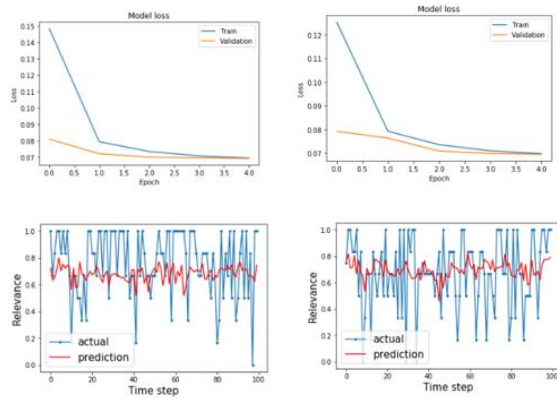 Model loss
0.15
0.14
0.13
0.12
0.11
0.10
0.09
0.08
0.07
Loss
Train
Validation
0.0 0.5 1.0 1.5 2.0 2.5 3.0 3.5 4.0
Epoch
Model loss
0.12
0.11
0.10
0.09
0.08
0.07
Loss
Train
Validation
0.0 0.5 1.0 1.5 2.0 2.5 3.0 3.5 4.0
Epoch
1.0
0.8
0.6
0.4
0.2
0.0
Relevance
actual
prediction
0 20 40 60 80 100
Time step
1.0
0.8
0.6
0.4
0.2
0.0
Relevance
actual
prediction
0 20 40 60 80 100
Time step